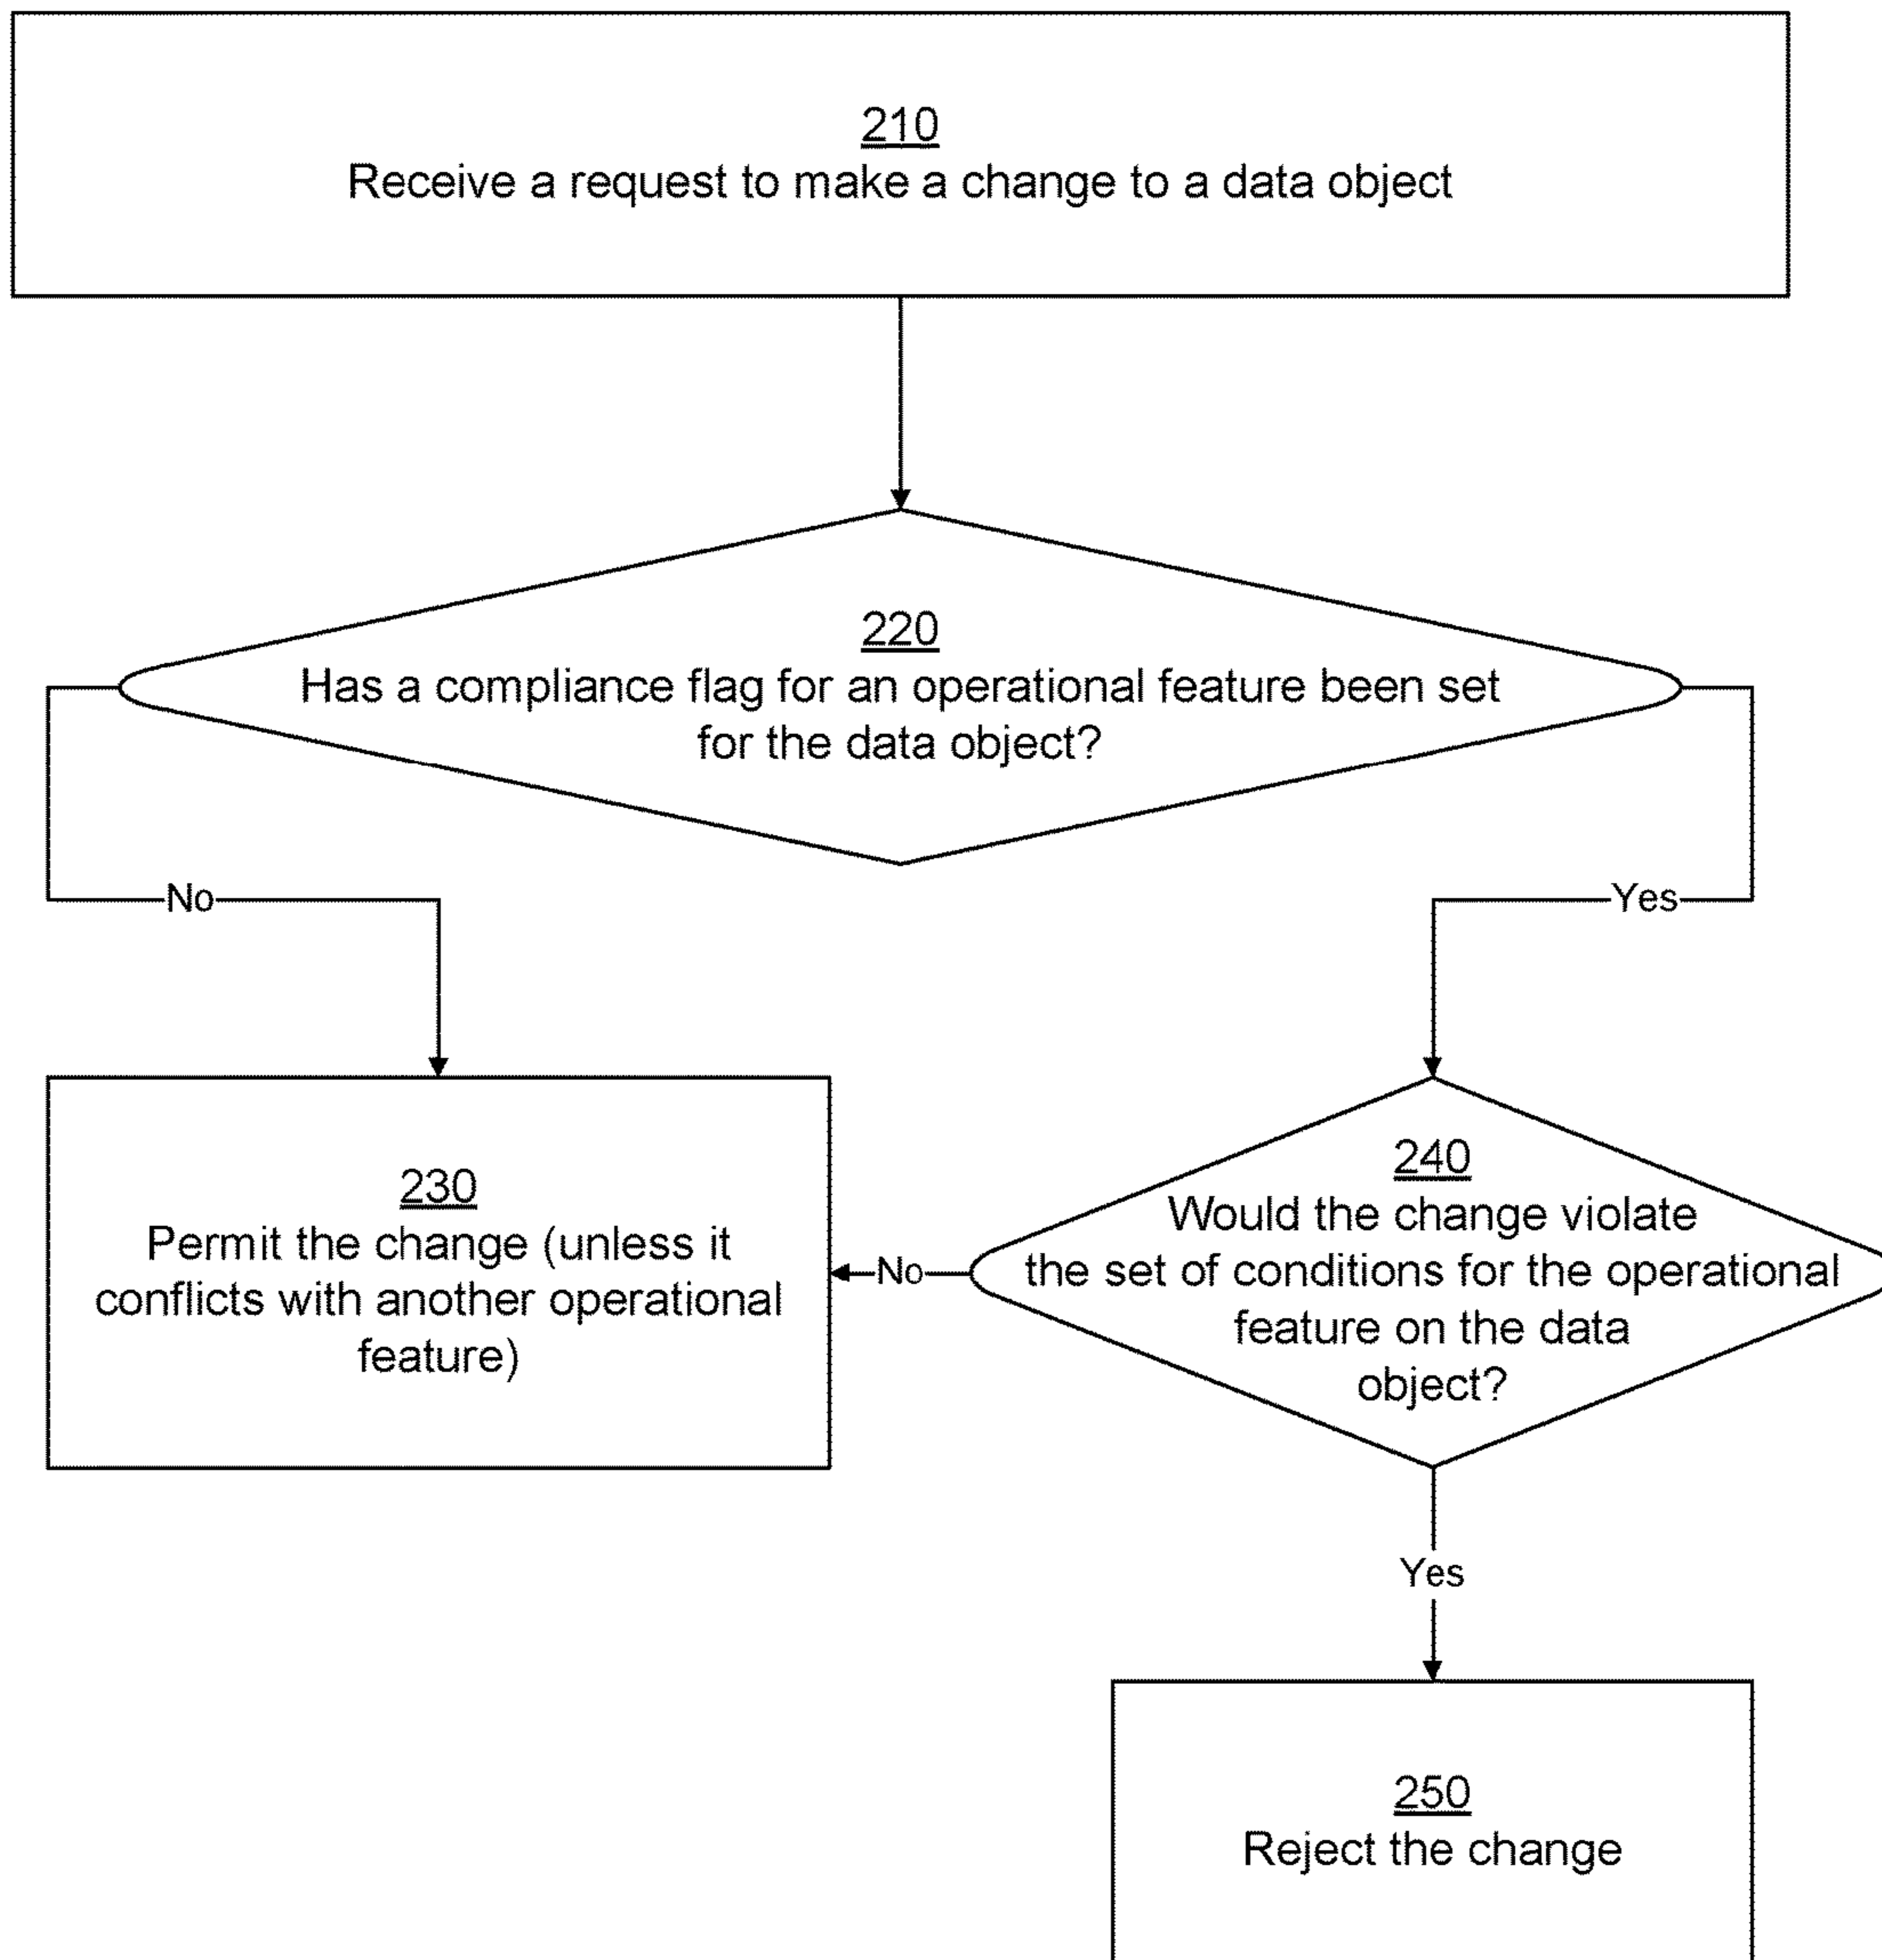 210
Receive a request to make a change to a data object
220
Has a compliance flag for an operational feature been set
for the data object?
No
Yes
230
Permit the change (unless it
conflicts with another operational
feature)
No
240
Would the change violate
the set of conditions for the operational
feature on the data
object?
Yes
250
Reject the change